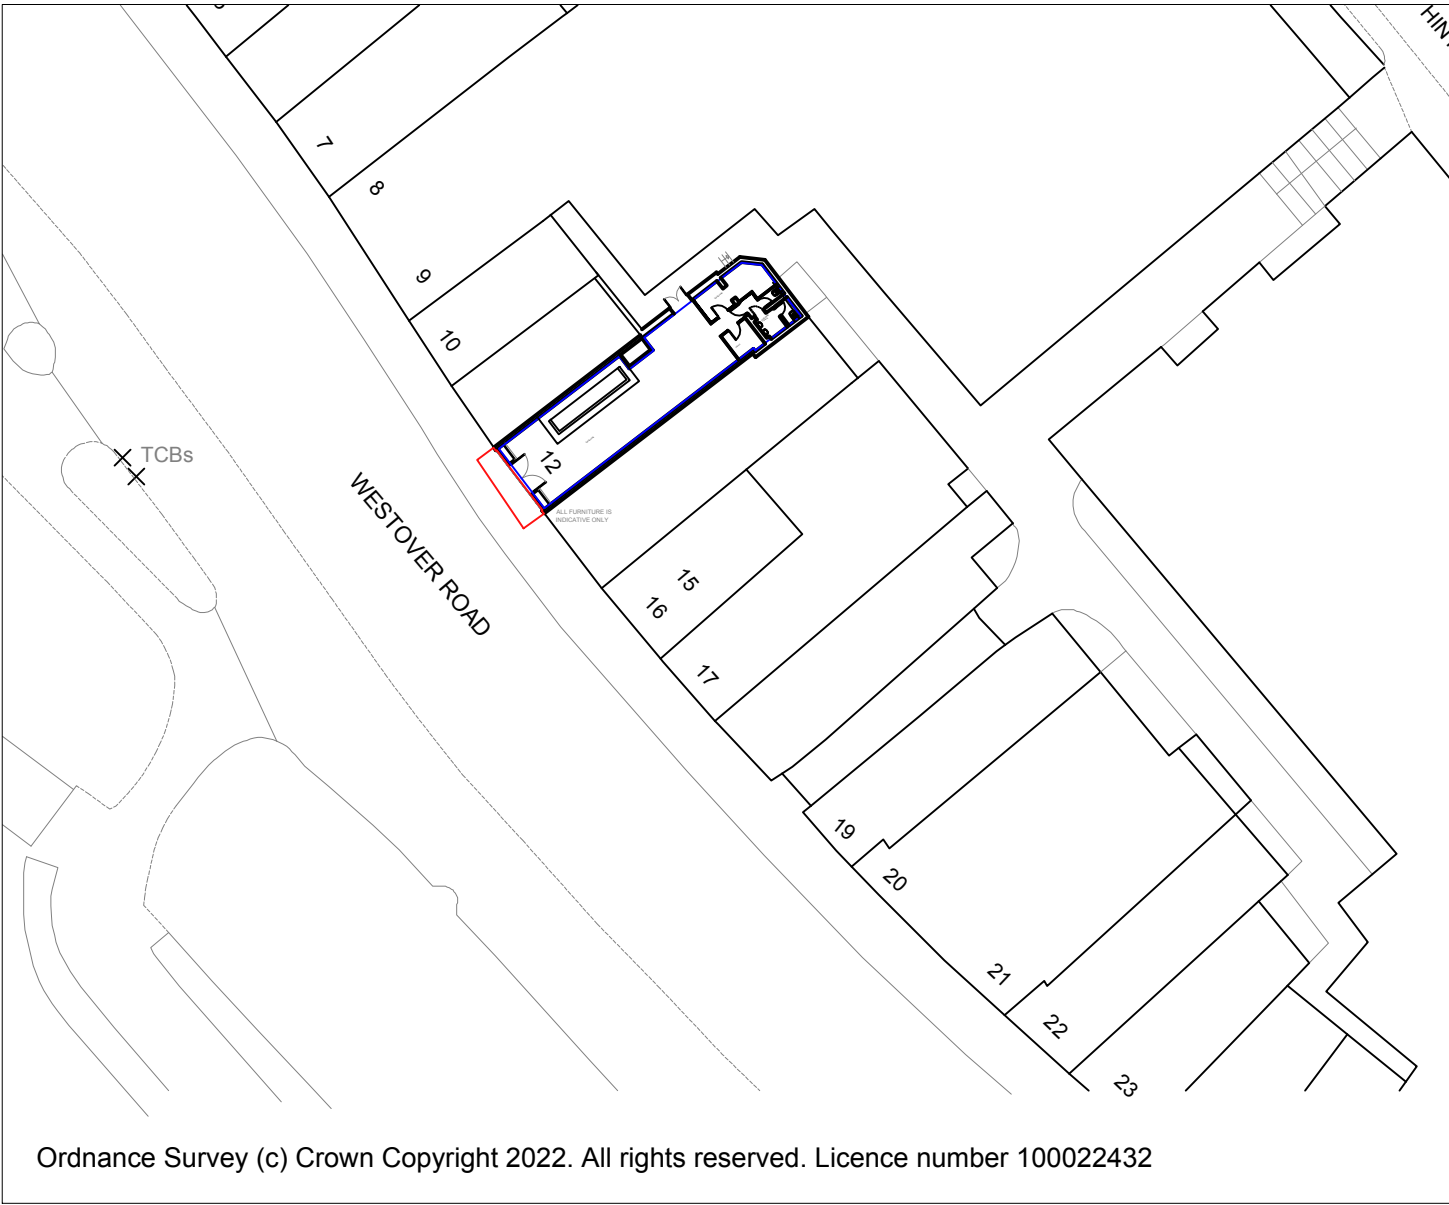 HIN
7
8
9
10
12
TCBs
WESTOVER ROAD
ALL FURNITURE IS
INDICATIVE ONLY
15
16
17
19
20
21
22
23
Ordnance Survey (c) Crown Copyright 2022. All rights reserved. Licence number 100022432